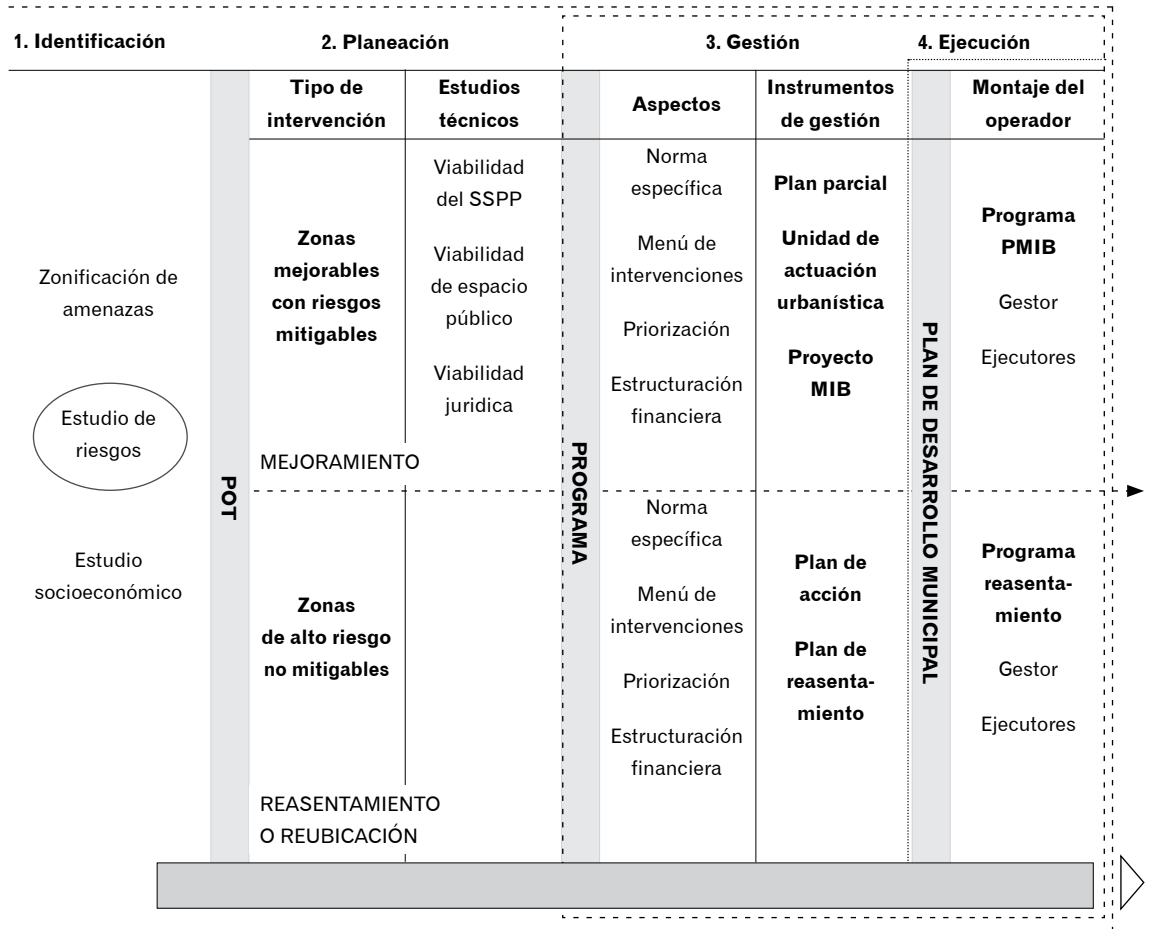 1. Identificación
2. Planeación
3. Gestión
4. Ejecución
Tipo de
intervención
Estudios
técnicos
Aspectos
Instrumentos
de gestión
Montaje del
operador
Zonificación de
amenazas
Estudio de
riesgos
Estudio
socioeconómico
POT
Zonas
mejorables
con riesgos
mitigables
MEJORAMIENTO
Viabilidad
del SSPP
Viabilidad
de espacio
público
Viabilidad
juridica
PROGRAMA
Norma
específica
Menú de
intervenciones
Priorización
Estructuración
financiera
Plan parcial
Unidad de
actuación
urbanística
Proyecto
MIB
PLAN DE DESARROLLO MUNICIPAL
Programa
PMIB
Gestor
Ejecutores
Zonas
de alto riesgo
no mitigables
REASENTAMIENTO
O REUBICACIÓN
Norma
específica
Menú de
intervenciones
Priorización
Estructuración
financiera
Plan de
acción
Plan de
reasenta-
miento
Programa
reasenta-
miento
Gestor
Ejecutores